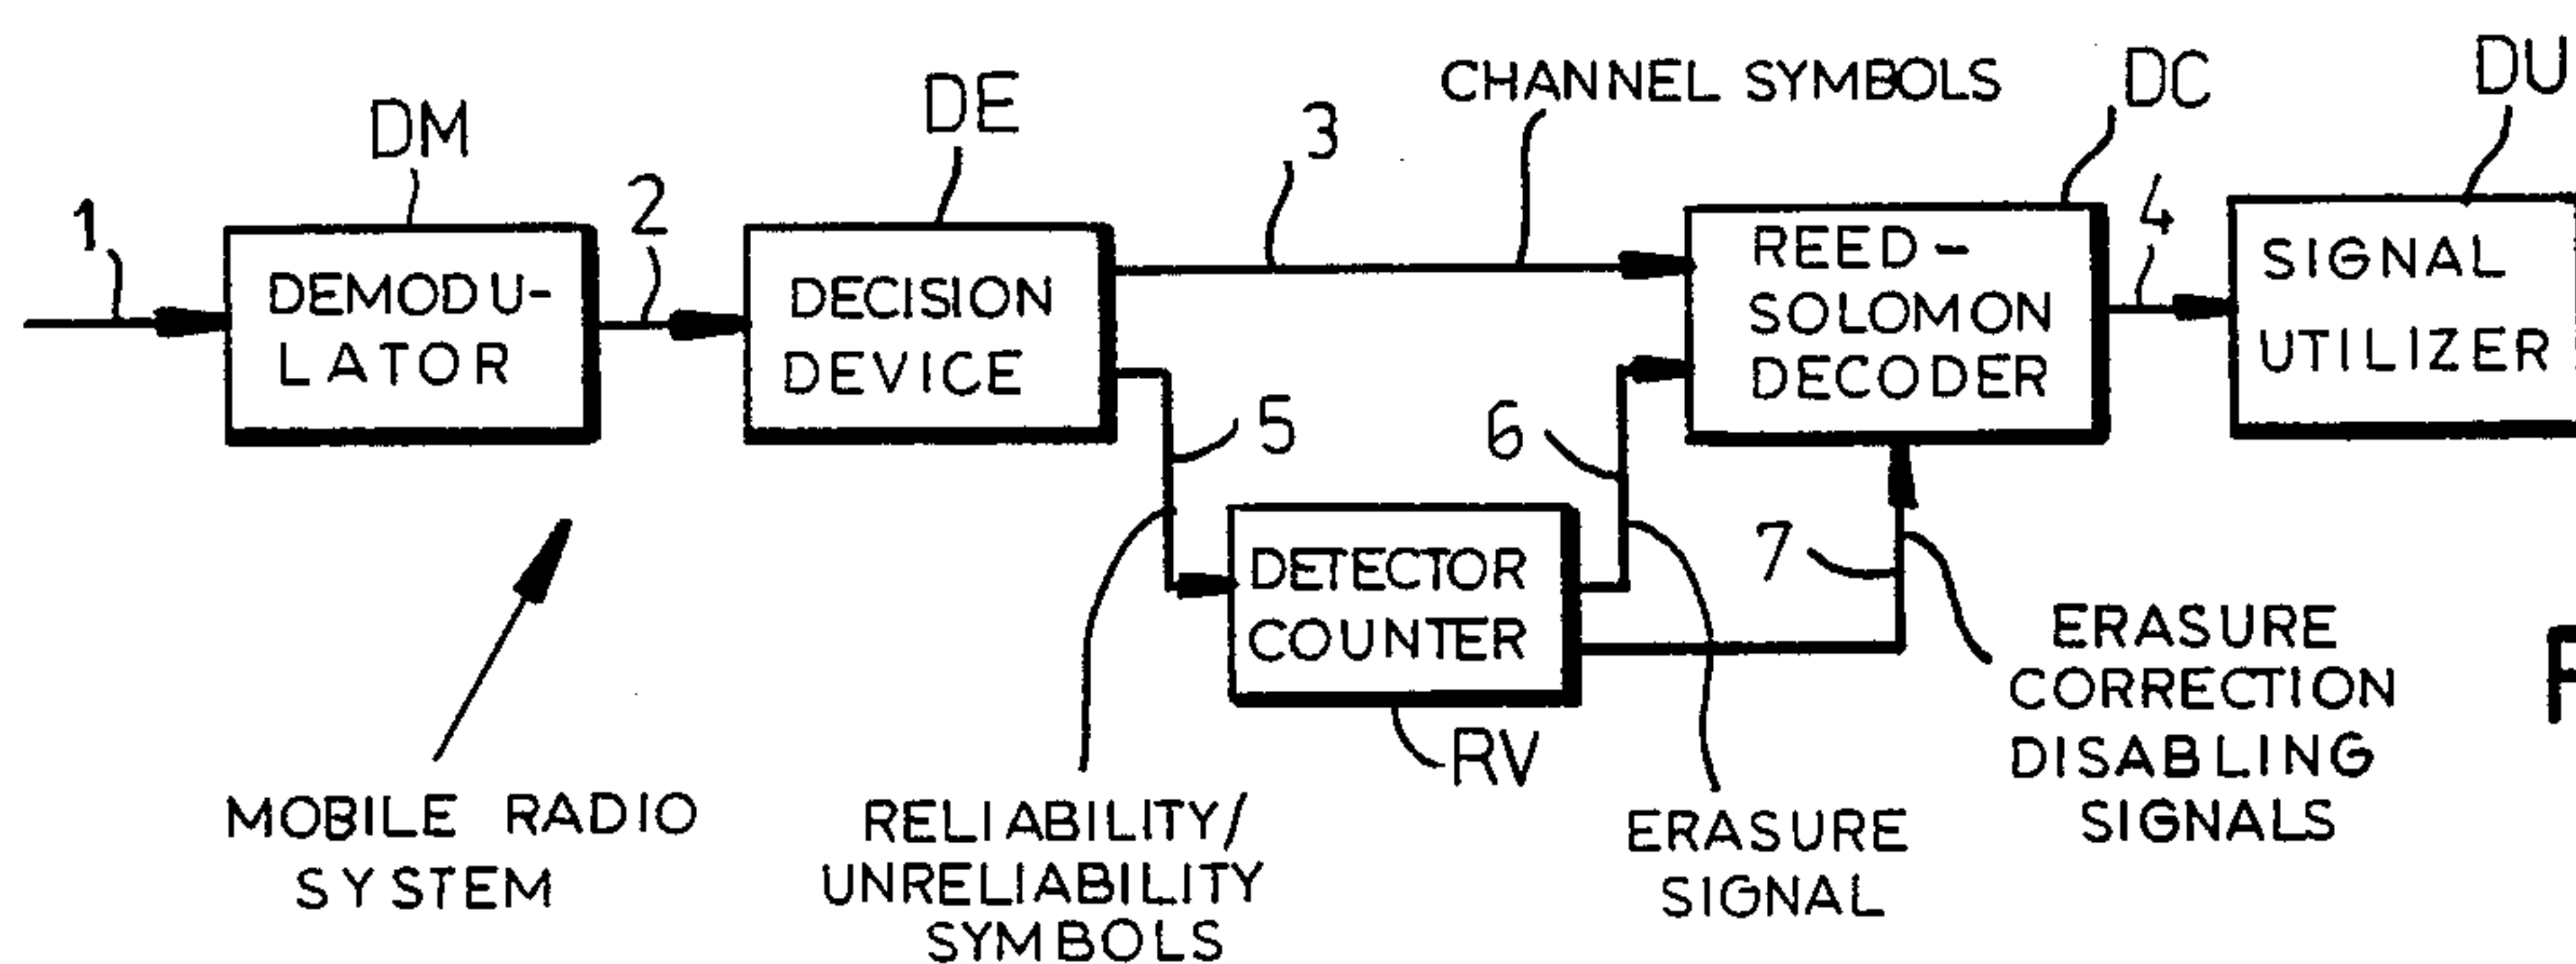 DM
DE
CHANNEL SYMBOLS
DC
DU
1
2
3
4
DEMODU-
LATOR
DECISION
DEVICE
REED-
SOLOMON
DECODER
SIGNAL
UTILIZER
5
6
7
DETECTOR
COUNTER
RV
MOBILE RADIO
SYSTEM
RELIABILITY/
UNRELIABILITY
SYMBOLS
ERASURE
SIGNAL
ERASURE
CORRECTION
DISABLING
SIGNALS